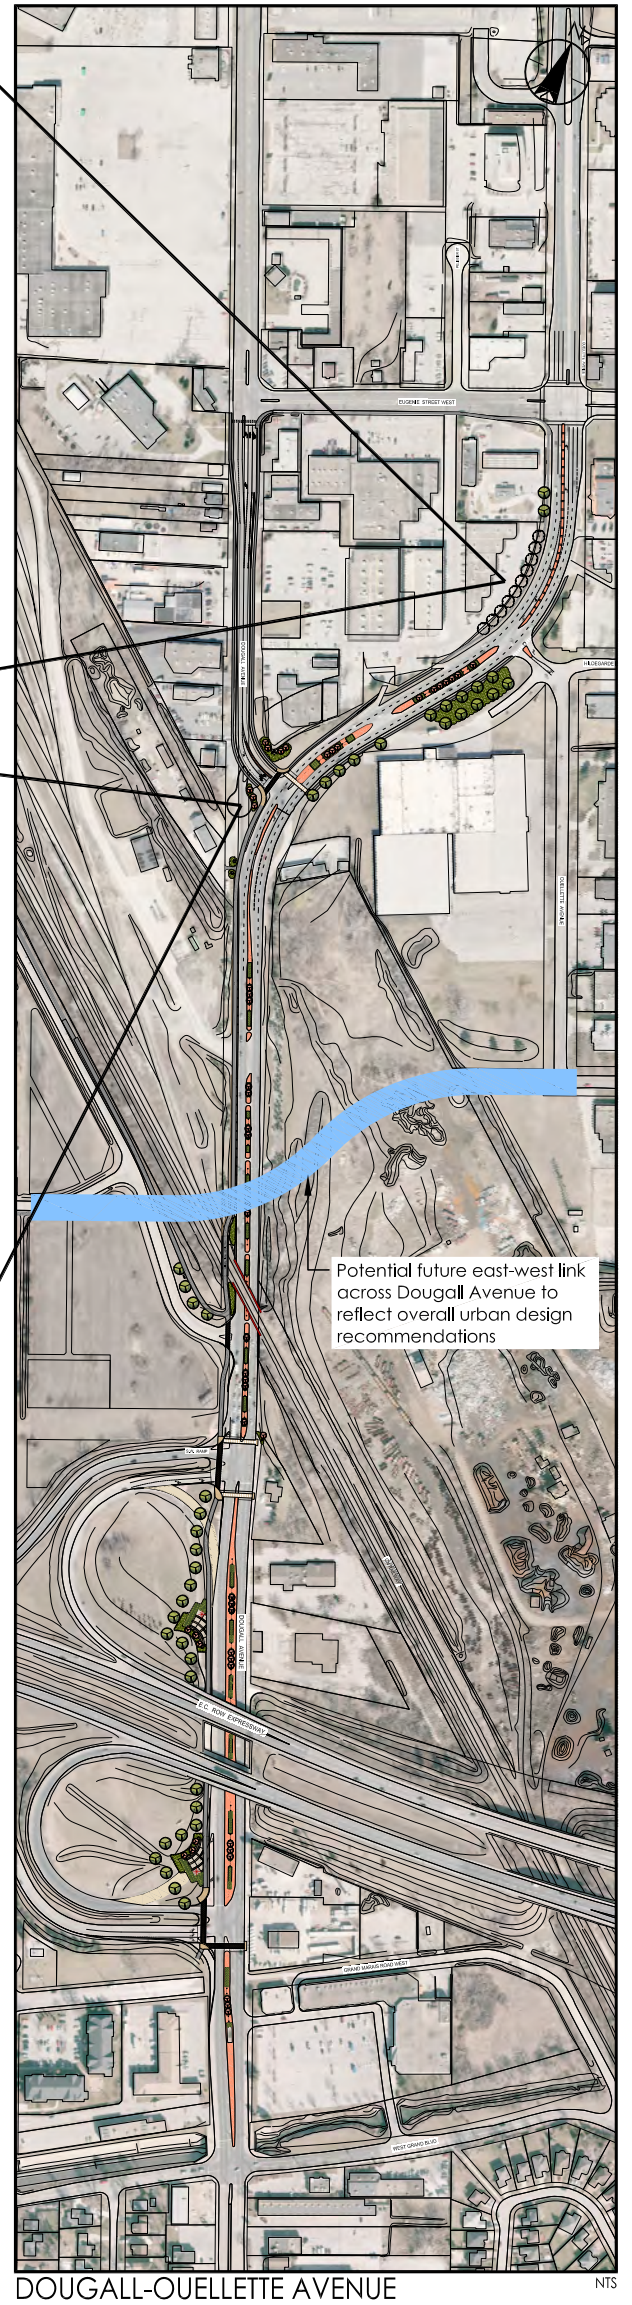 EUGENIE STREET WEST
DOUGALL AVENUE
HILDEGARDE
OUELLETTE AVENUE
Potential future east-west link
across Dougall Avenue to
reflect overall urban design
recommendations
RAMP
DOUGALL AVENUE
E.C. ROW EXPRESSWAY
GRAND MARAIS ROAD WEST
WEST GRAND BLVD
DOUGALL-OUELLETTE AVENUE
NTS